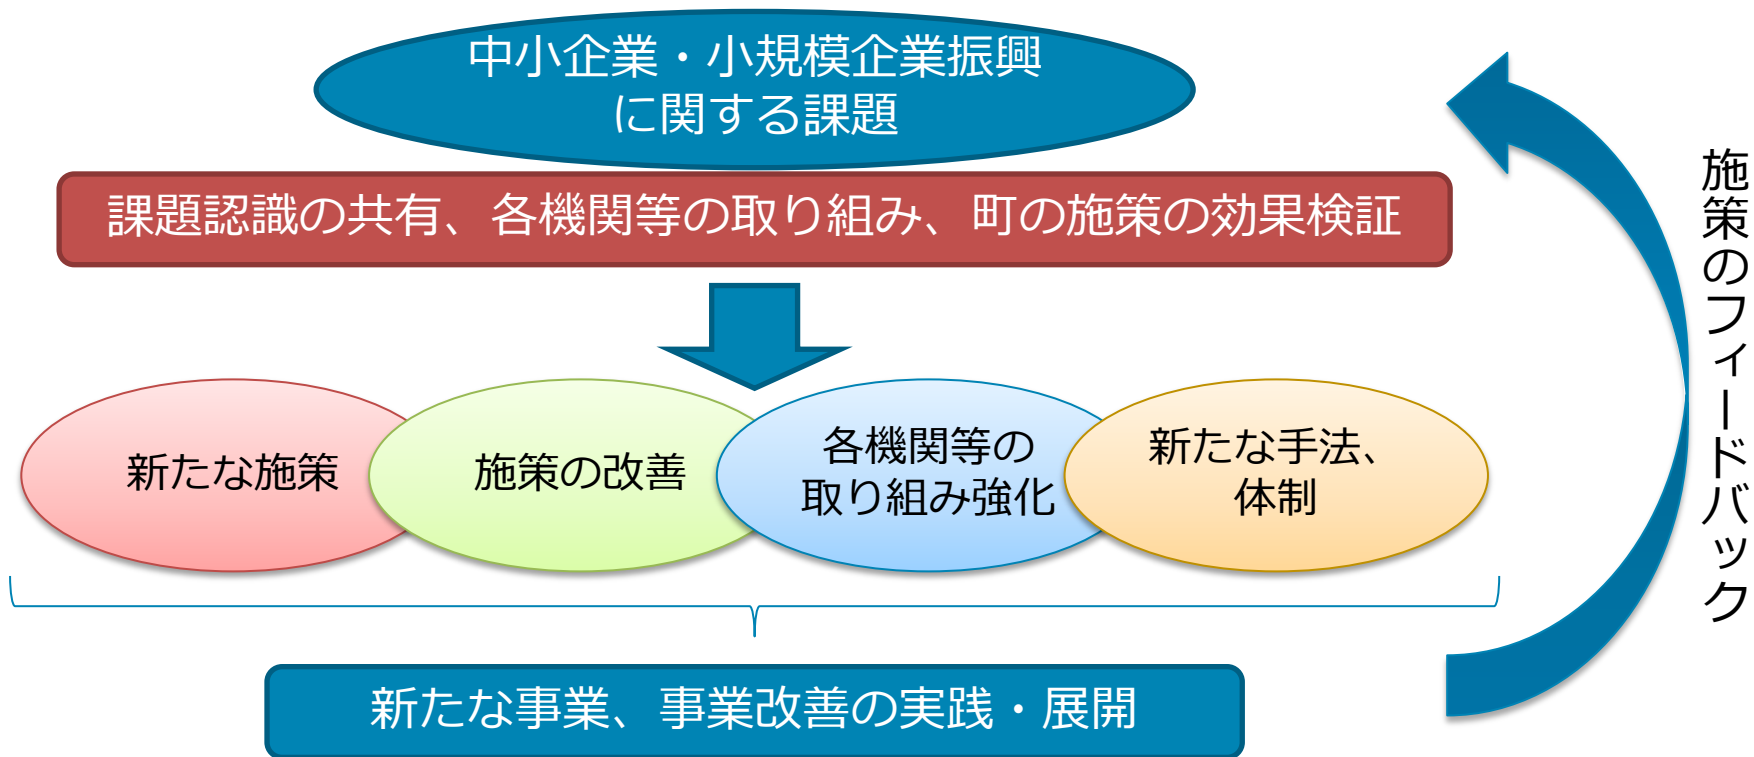 中小企業・小規模企業振興
に関する課題
課題認識の共有、各機関等の取り組み、町の施策の効果検証
新たな施策
施策の改善
各機関等の
取り組み強化
新たな手法、
体制
新たな事業、事業改善の実践・展開
施策のフィードバック